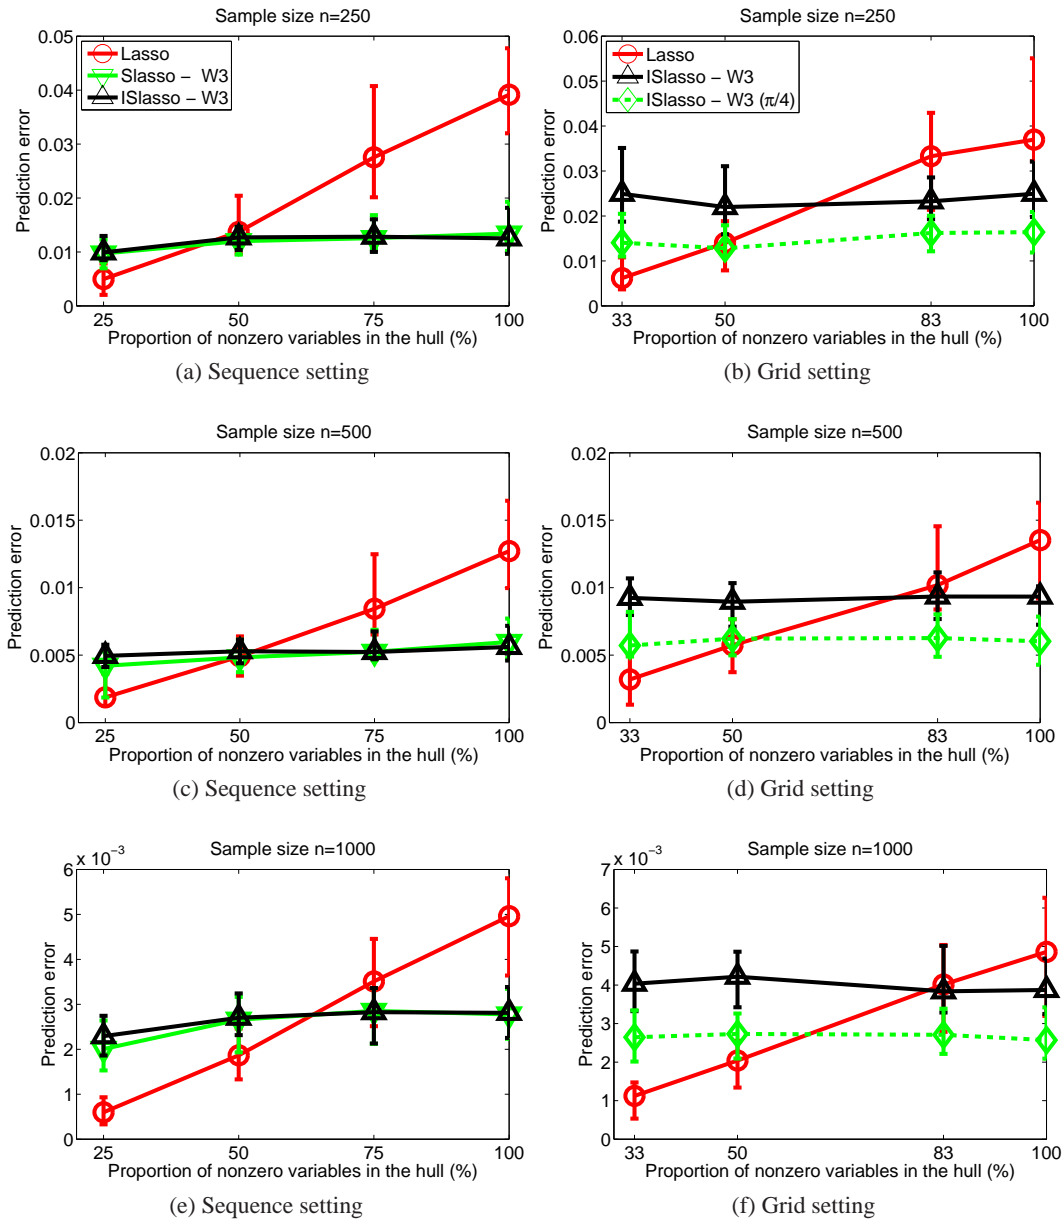 Sample size n=250
0.05
0.04
0.03
0.02
0.01
0
Prediction error
Lasso
Slasso − W3
ISlasso − W3
25
50
75
100
Proportion of nonzero variables in the hull (%)
(a) Sequence setting
Sample size n=250
0.06
0.05
0.04
0.03
0.02
0.01
0
Prediction error
Lasso
ISlasso − W3
ISlasso − W3 (π/4)
33
50
83
100
Proportion of nonzero variables in the hull (%)
(b) Grid setting
Sample size n=500
0.02
0.015
0.01
0.005
0
Prediction error
25
50
75
100
Proportion of nonzero variables in the hull (%)
(c) Sequence setting
Sample size n=500
0.02
0.015
0.01
0.005
0
Prediction error
33
50
83
100
Proportion of nonzero variables in the hull (%)
(d) Grid setting
Sample size n=1000
x 10⁻³
6
5
4
3
2
1
0
Prediction error
25
50
75
100
Proportion of nonzero variables in the hull (%)
(e) Sequence setting
Sample size n=1000
x 10⁻³
7
6
5
4
3
2
1
0
Prediction error
33
50
83
100
Proportion of nonzero variables in the hull (%)
(f) Grid setting